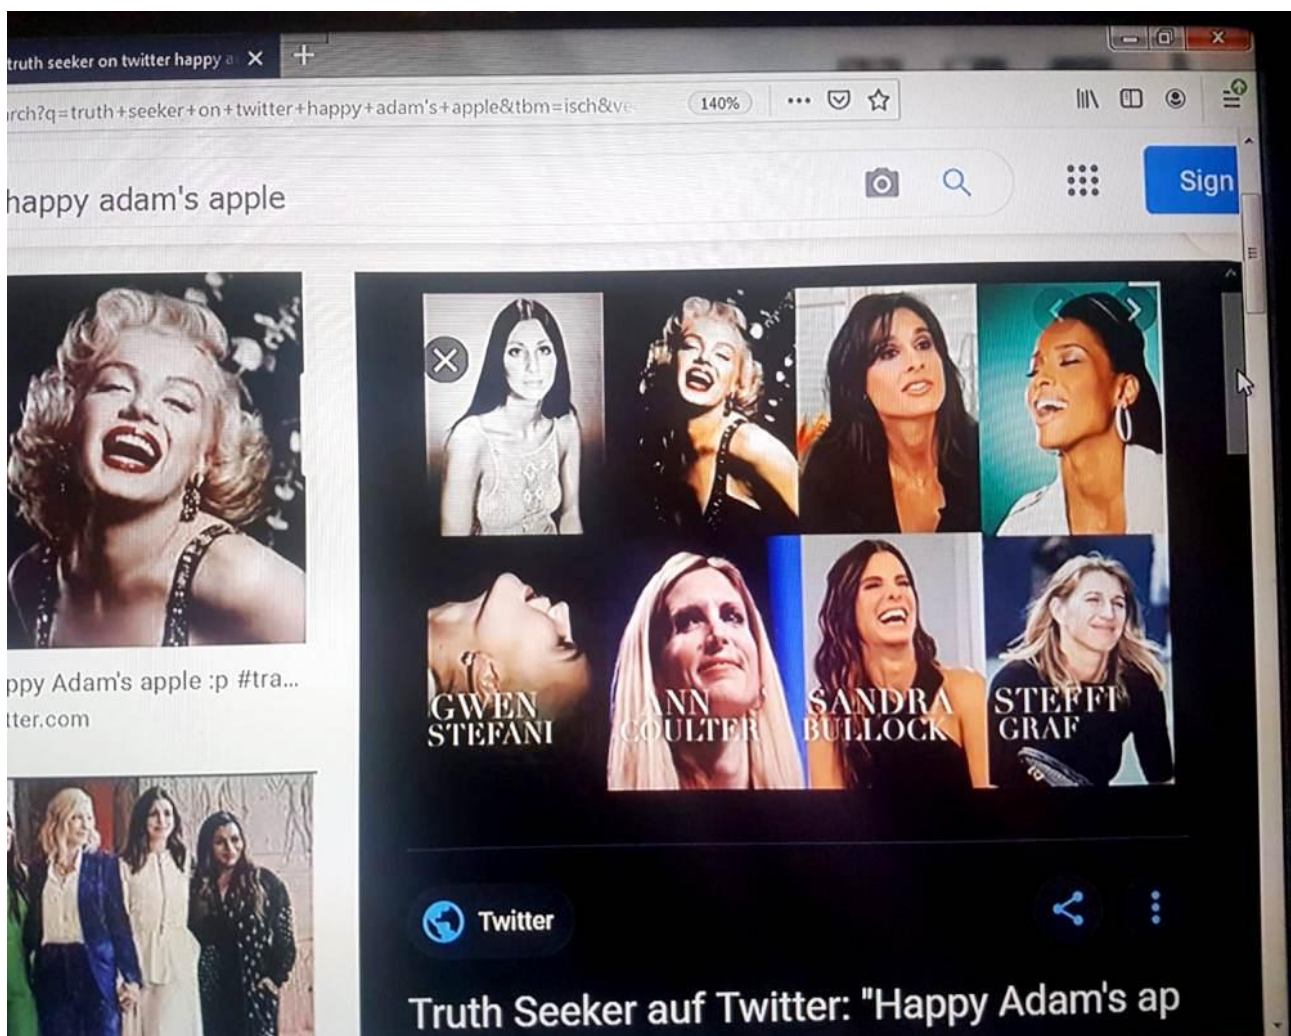 truth seeker on twitter happy a
rch?q=truth+seeker+on+twitter+happy+adam's+apple&tbm=isch&ve
140%
happy adam's apple
Sign
ppy Adam's apple :p #tra...
tter.com
GWEN
STEFANI
ANN
COULTER
SANDRA
BULLOCK
STEFFI
GRAF
Twitter
Truth Seeker auf Twitter: "Happy Adam's ap